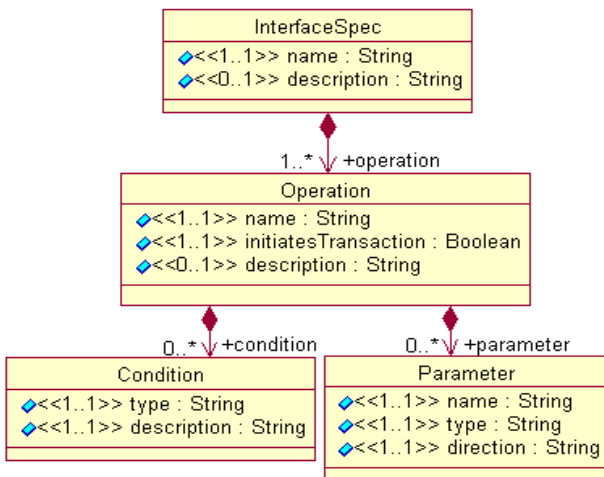 InterfaceSpec
<<1..1>> name : String
<<0..1>> description : String
1..* +operation
Operation
<<1..1>> name : String
<<1..1>> initiatesTransaction : Boolean
<<0..1>> description : String
0..* +condition
0..* +parameter
Condition
<<1..1>> type : String
<<1..1>> description : String
Parameter
<<1..1>> name : String
<<1..1>> type : String
<<1..1>> direction : String